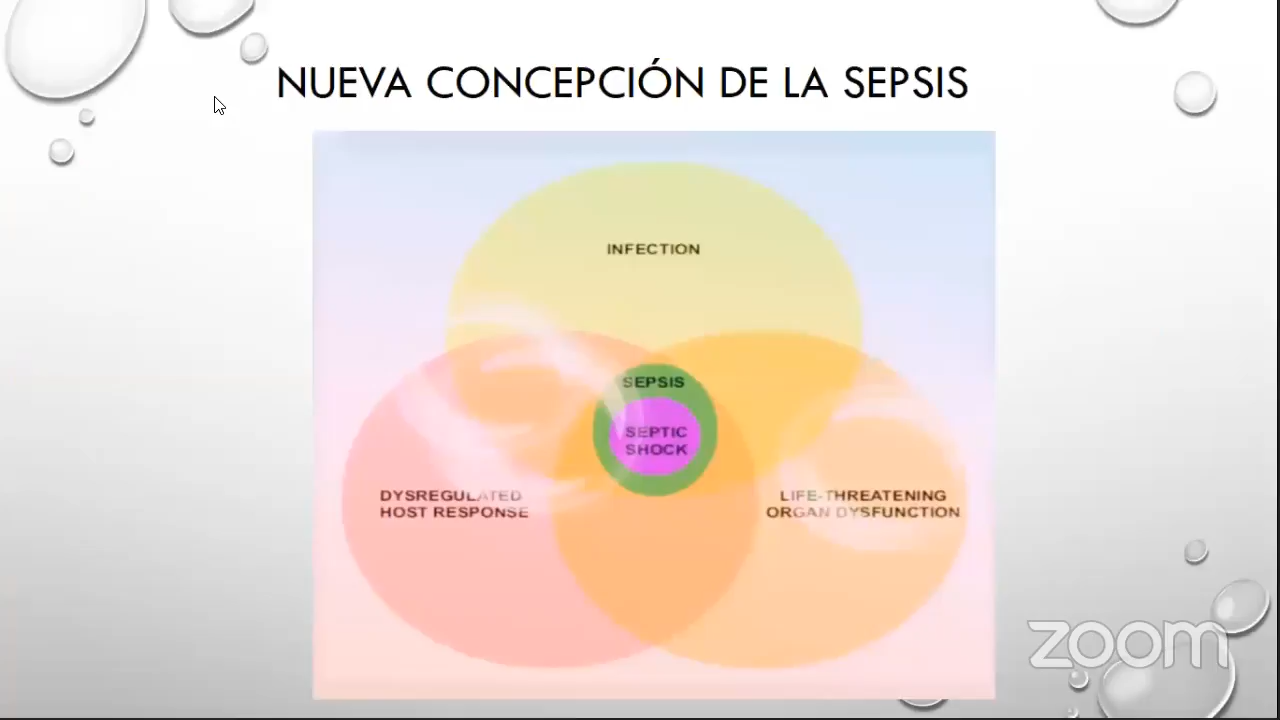 NUEVA CONCEPCIÓN DE LA SEPSIS
INFECTION
SEPSIS
SEPTIC
SHOCK
DYSREGULATED
HOST RESPONSE
LIFE-THREATENING
ORGAN DYSFUNCTION
zoom